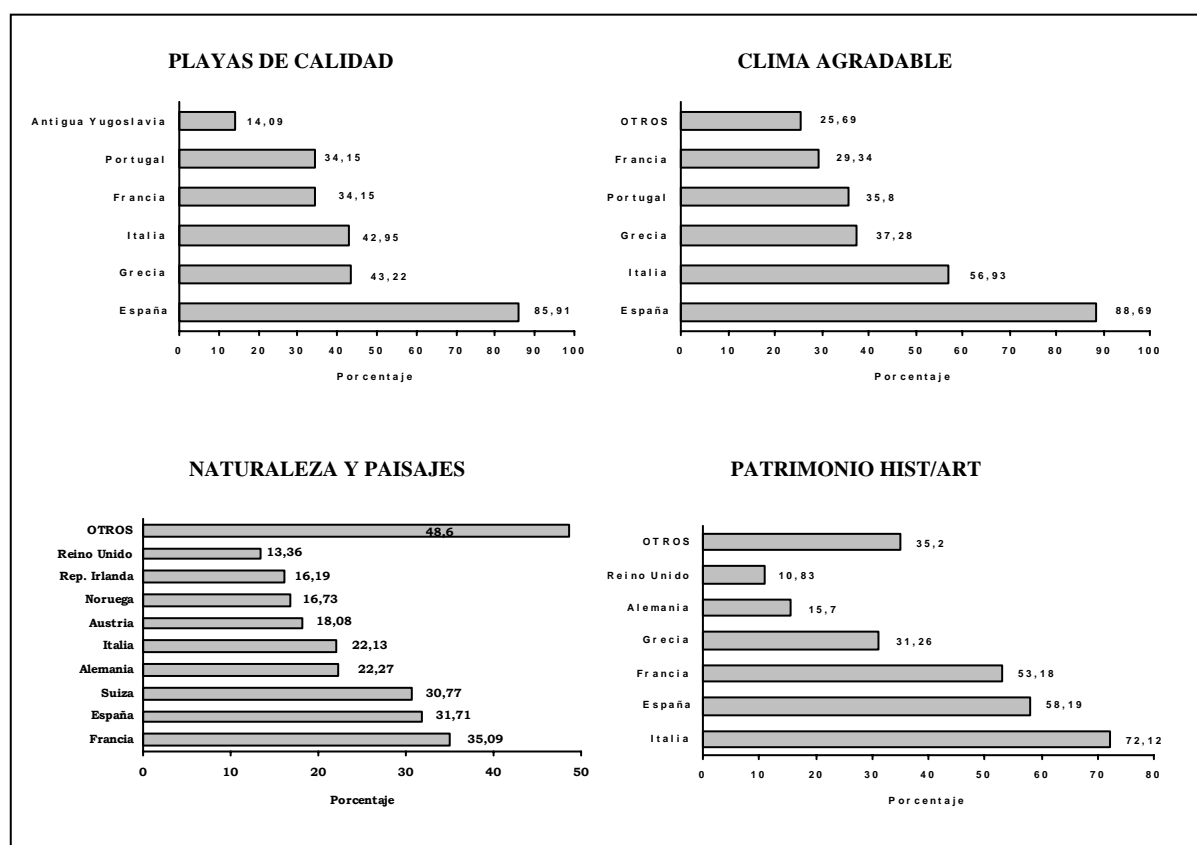 PLAYAS DE CALIDAD
Antigua Yugoslavia 14,09
Portugal 34,15
Francia 34,15
Italia 42,95
Grecia 43,22
España 85,91
0 10 20 30 40 50 60 70 80 90 100
Porcentaje
CLIMA AGRADABLE
OTROS 25,69
Francia 29,34
Portugal 35,8
Grecia 37,28
Italia 56,93
España 88,69
0 10 20 30 40 50 60 70 80 90 100
Porcentaje
NATURALEZA Y PAISAJES
OTROS 48,6
Reino Unido 13,36
Rep. Irlanda 16,19
Noruega 16,73
Austria 18,08
Italia 22,13
Alemania 22,27
Suiza 30,77
España 31,71
Francia 35,09
0 10 20 30 40 50
Porcentaje
PATRIMONIO HIST/ART
OTROS 35,2
Reino Unido 10,83
Alemania 15,7
Grecia 31,26
Francia 53,18
España 58,19
Italia 72,12
0 10 20 30 40 50 60 70 80
Porcentaje